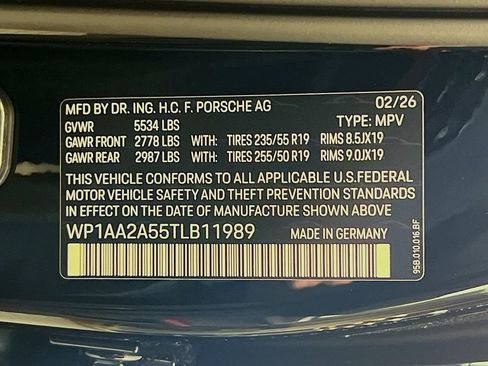 MFD BY DR. ING. H.C. F. PORSCHE AG 02/26
GVWR 5534 LBS TYPE: MPV
GAWR FRONT 2778 LBS WITH: TIRES 235/55 R19 RIMS 8.5JX19
GAWR REAR 2987 LBS WITH: TIRES 255/50 R19 RIMS 9.0JX19
THIS VEHICLE CONFORMS TO ALL APPLICABLE U.S.FEDERAL
MOTOR VEHICLE SAFETY AND THEFT PREVENTION STANDARDS
IN EFFECT ON THE DATE OF MANUFACTURE SHOWN ABOVE.
WP1AA2A55TLB11989 MADE IN GERMANY
95B.010.016.BF